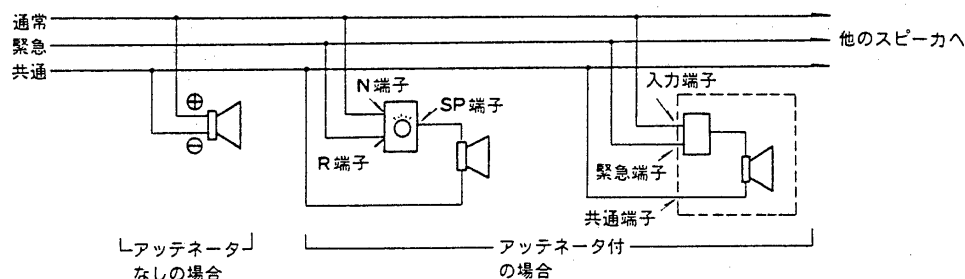 通常
緊急
共通
他のスピーカへ
N端子
SP端子
R端子
入力端子
緊急端子
共通端子
⊕
⊖
アッテネータ
なしの場合
アッテネータ付
の場合